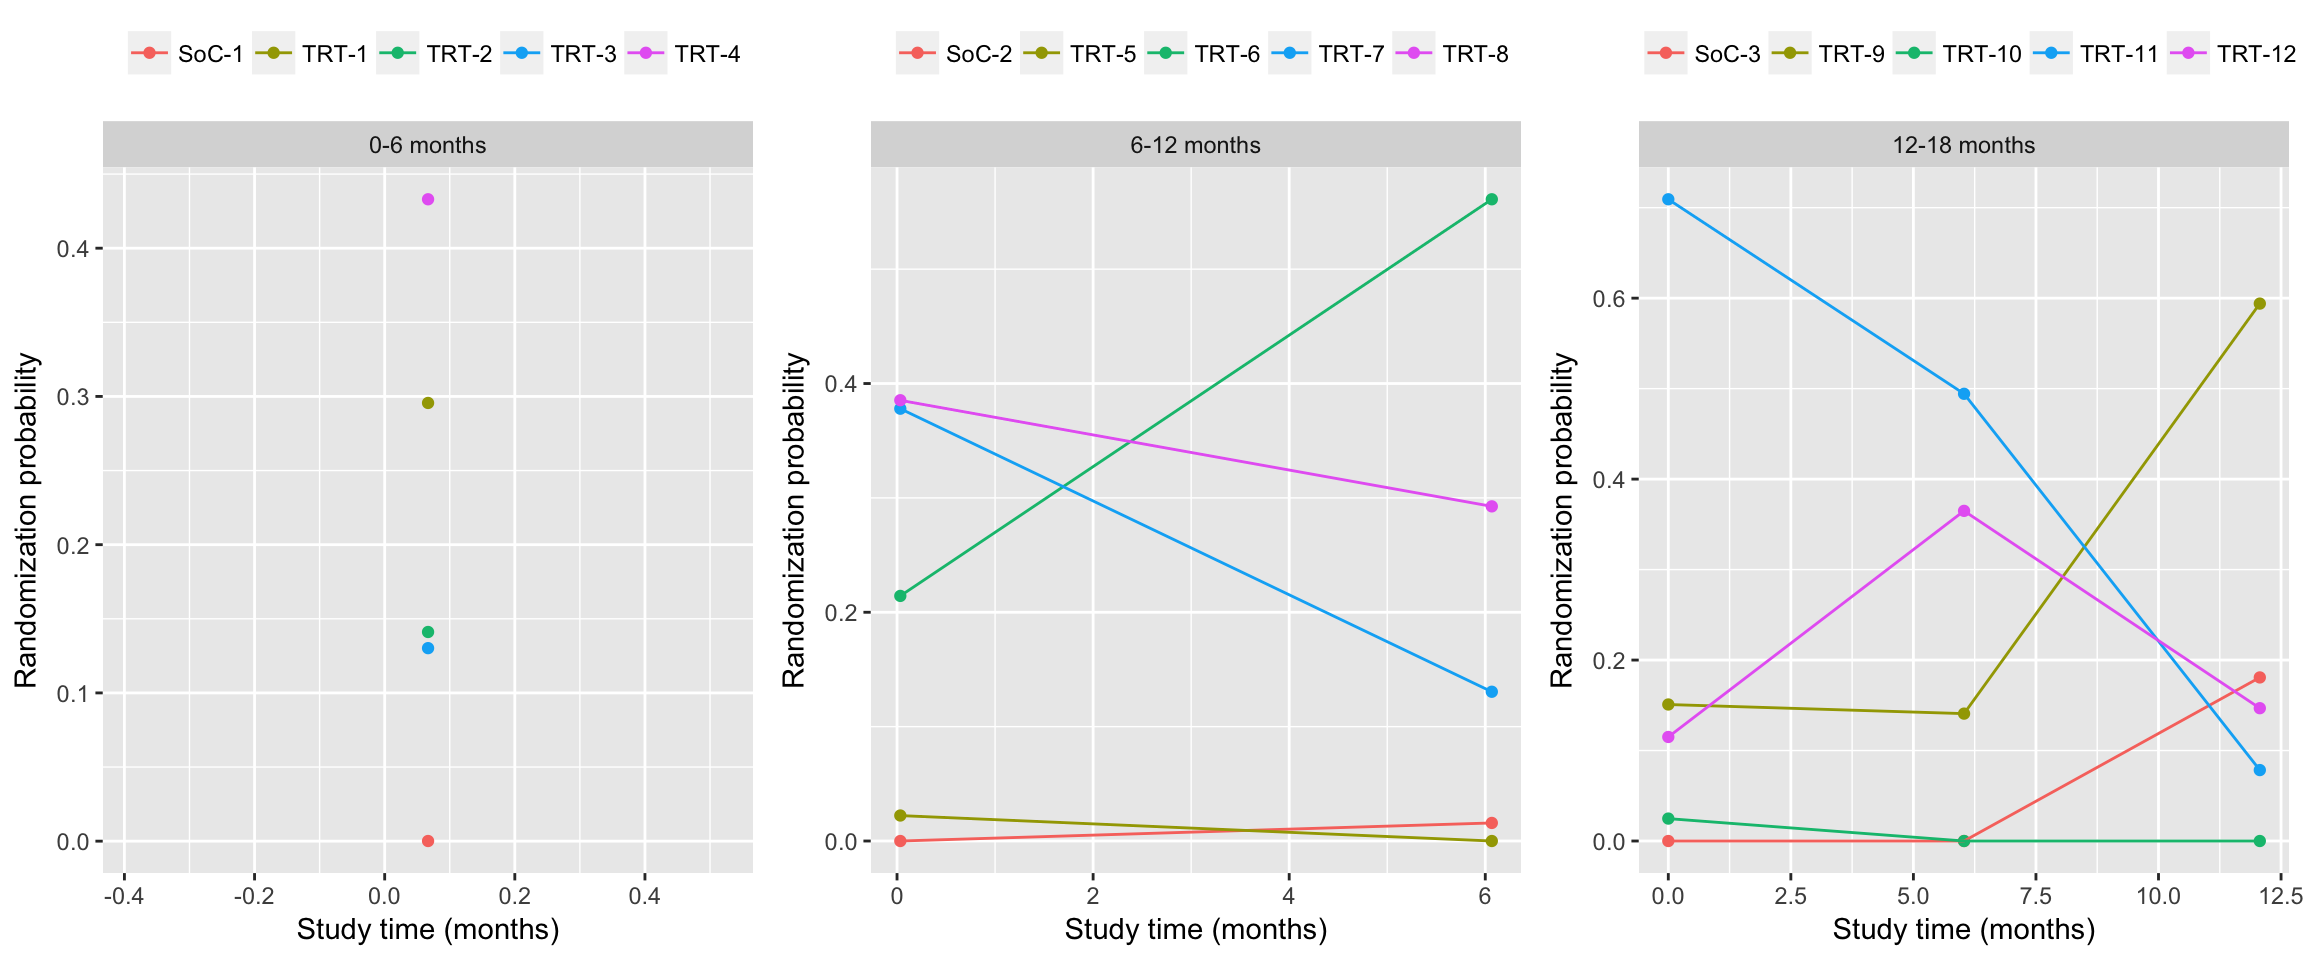 SoC-1 TRT-1 TRT-2 TRT-3 TRT-4
0-6 months
Randomization probability
0.4
0.3
0.2
0.1
0.0
-0.4 -0.2 0.0 0.2 0.4
Study time (months)
SoC-2 TRT-5 TRT-6 TRT-7 TRT-8
6-12 months
Randomization probability
0.4
0.2
0.0
0 2 4 6
Study time (months)
SoC-3 TRT-9 TRT-10 TRT-11 TRT-12
12-18 months
Randomization probability
0.6
0.4
0.2
0.0
0.0 2.5 5.0 7.5 10.0 12.5
Study time (months)